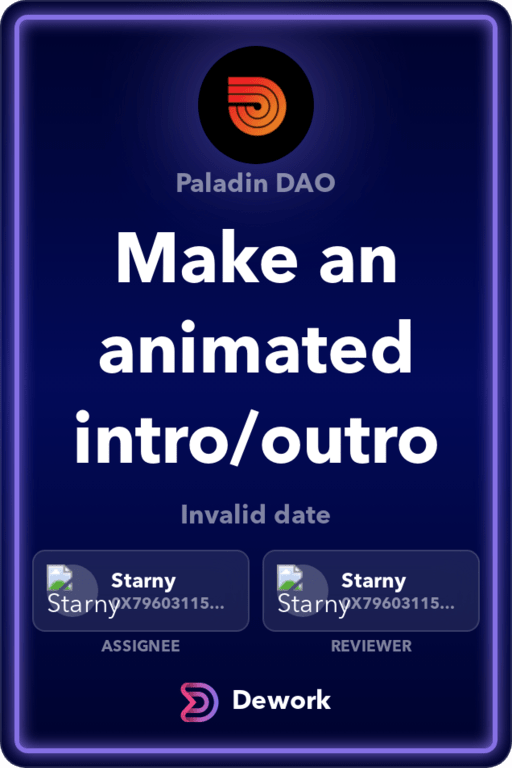 Paladin DAO
Make an
animated
intro/outro
Invalid date
Starny
0X79603115...
Starny
ASSIGNEE
Starny
0X79603115...
Starny
REVIEWER
Dework